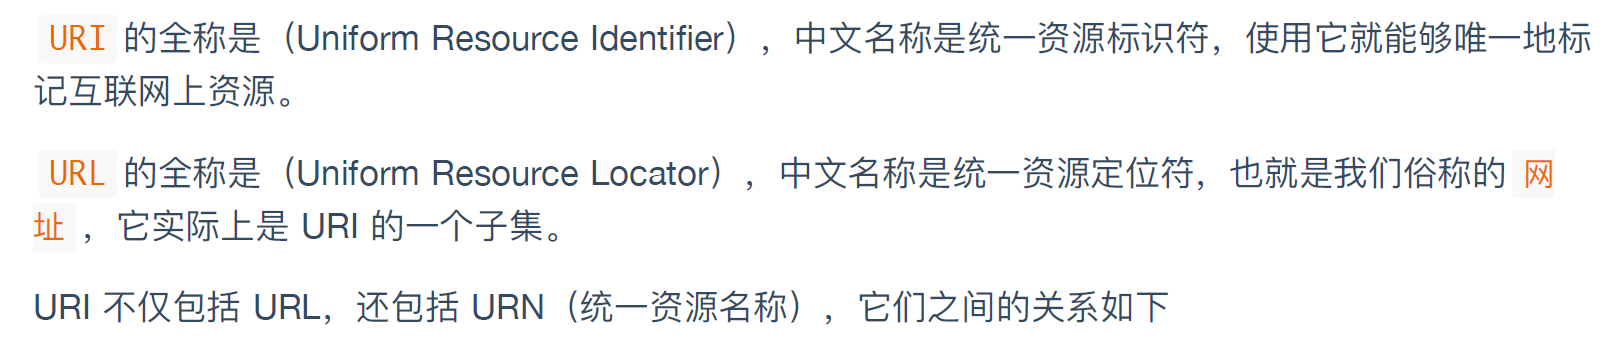 URI 的全称是（Uniform Resource Identifier），中文名称是统一资源标识符，使用它就能够唯一地标
记互联网上资源。
URL 的全称是（Uniform Resource Locator），中文名称是统一资源定位符，也就是我们俗称的 网
址 ，它实际上是 URI 的一个子集。
URI 不仅包括 URL，还包括 URN（统一资源名称），它们之间的关系如下